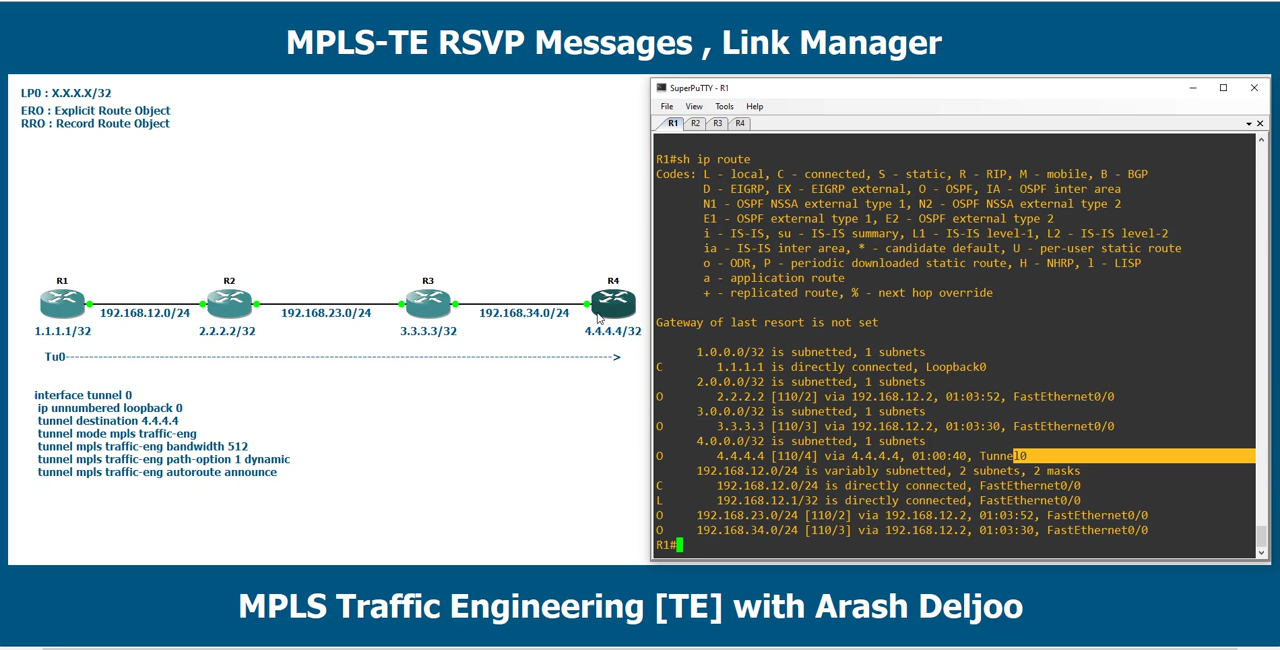 MPLS-TE RSVP Messages , Link Manager
LP0 : X.X.X.X/32
ERO : Explicit Route Object
RRO : Record Route Object
R1
R2
R3
R4
192.168.12.0/24
192.168.23.0/24
192.168.34.0/24
1.1.1.1/32
2.2.2.2/32
3.3.3.3/32
4.4.4.4/32
Tu0------------------------------------------------------------------>
interface tunnel 0
ip unnumbered loopback 0
tunnel destination 4.4.4.4
tunnel mode mpls traffic-eng
tunnel mpls traffic-eng bandwidth 512
tunnel mpls traffic-eng path-option 1 dynamic
tunnel mpls traffic-eng autoroute announce
SuperPuTTY - R1
File View Tools Help
R1 R2 R3 R4
R1#sh ip route
Codes: L - local, C - connected, S - static, R - RIP, M - mobile, B - BGP
D - EIGRP, EX - EIGRP external, O - OSPF, IA - OSPF inter area
N1 - OSPF NSSA external type 1, N2 - OSPF NSSA external type 2
E1 - OSPF external type 1, E2 - OSPF external type 2
i - IS-IS, su - IS-IS summary, L1 - IS-IS level-1, L2 - IS-IS level-2
ia - IS-IS inter area, * - candidate default, U - per-user static route
o - ODR, P - periodic downloaded static route, H - NHRP, l - LISP
a - application route
+ - replicated route, % - next hop override
Gateway of last resort is not set
1.0.0.0/32 is subnetted, 1 subnets
C 1.1.1.1 is directly connected, Loopback0
2.0.0.0/32 is subnetted, 1 subnets
O 2.2.2.2 [110/2] via 192.168.12.2, 01:03:52, FastEthernet0/0
3.0.0.0/32 is subnetted, 1 subnets
O 3.3.3.3 [110/3] via 192.168.12.2, 01:03:30, FastEthernet0/0
4.0.0.0/32 is subnetted, 1 subnets
O 4.4.4.4 [110/4] via 4.4.4.4, 01:00:40, Tunnel0
192.168.12.0/24 is variably subnetted, 2 subnets, 2 masks
C 192.168.12.0/24 is directly connected, FastEthernet0/0
L 192.168.12.1/32 is directly connected, FastEthernet0/0
O 192.168.23.0/24 [110/2] via 192.168.12.2, 01:03:52, FastEthernet0/0
O 192.168.34.0/24 [110/3] via 192.168.12.2, 01:03:30, FastEthernet0/0
R1#
MPLS Traffic Engineering [TE] with Arash Deljoo